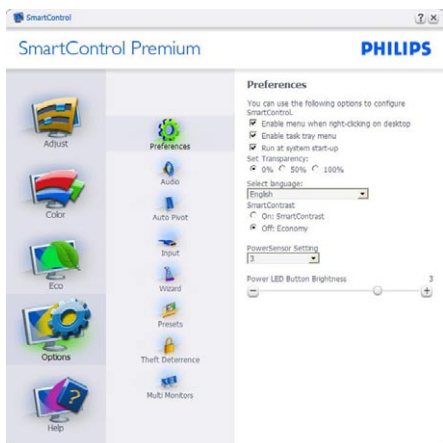 SmartControl
SmartControl Premium
PHILIPS
Adjust
Color
Eco
Options
Help
Preferences
Audio
Auto Pivot
Input
Wizard
Presets
Theft Deterrence
Multi Monitors
Preferences
You can use the following options to configure
SmartControl.
Enable menu when right-clicking on desktop
Enable task tray menu
Run at system start-up
Set Transparency:
0% 50% 100%
Select language:
English
SmartContrast
On: SmartContrast
Off: Economy
PowerSensor Setting
3
Power LED Button Brightness 3